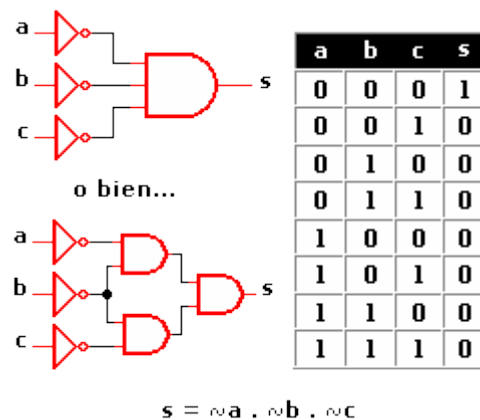 a
b
c
s
o bien...
a
b
c
s
a b c s
0 0 0 1
0 0 1 0
0 1 0 0
0 1 1 0
1 0 0 0
1 0 1 0
1 1 0 0
1 1 1 0
s = ~a . ~b . ~c